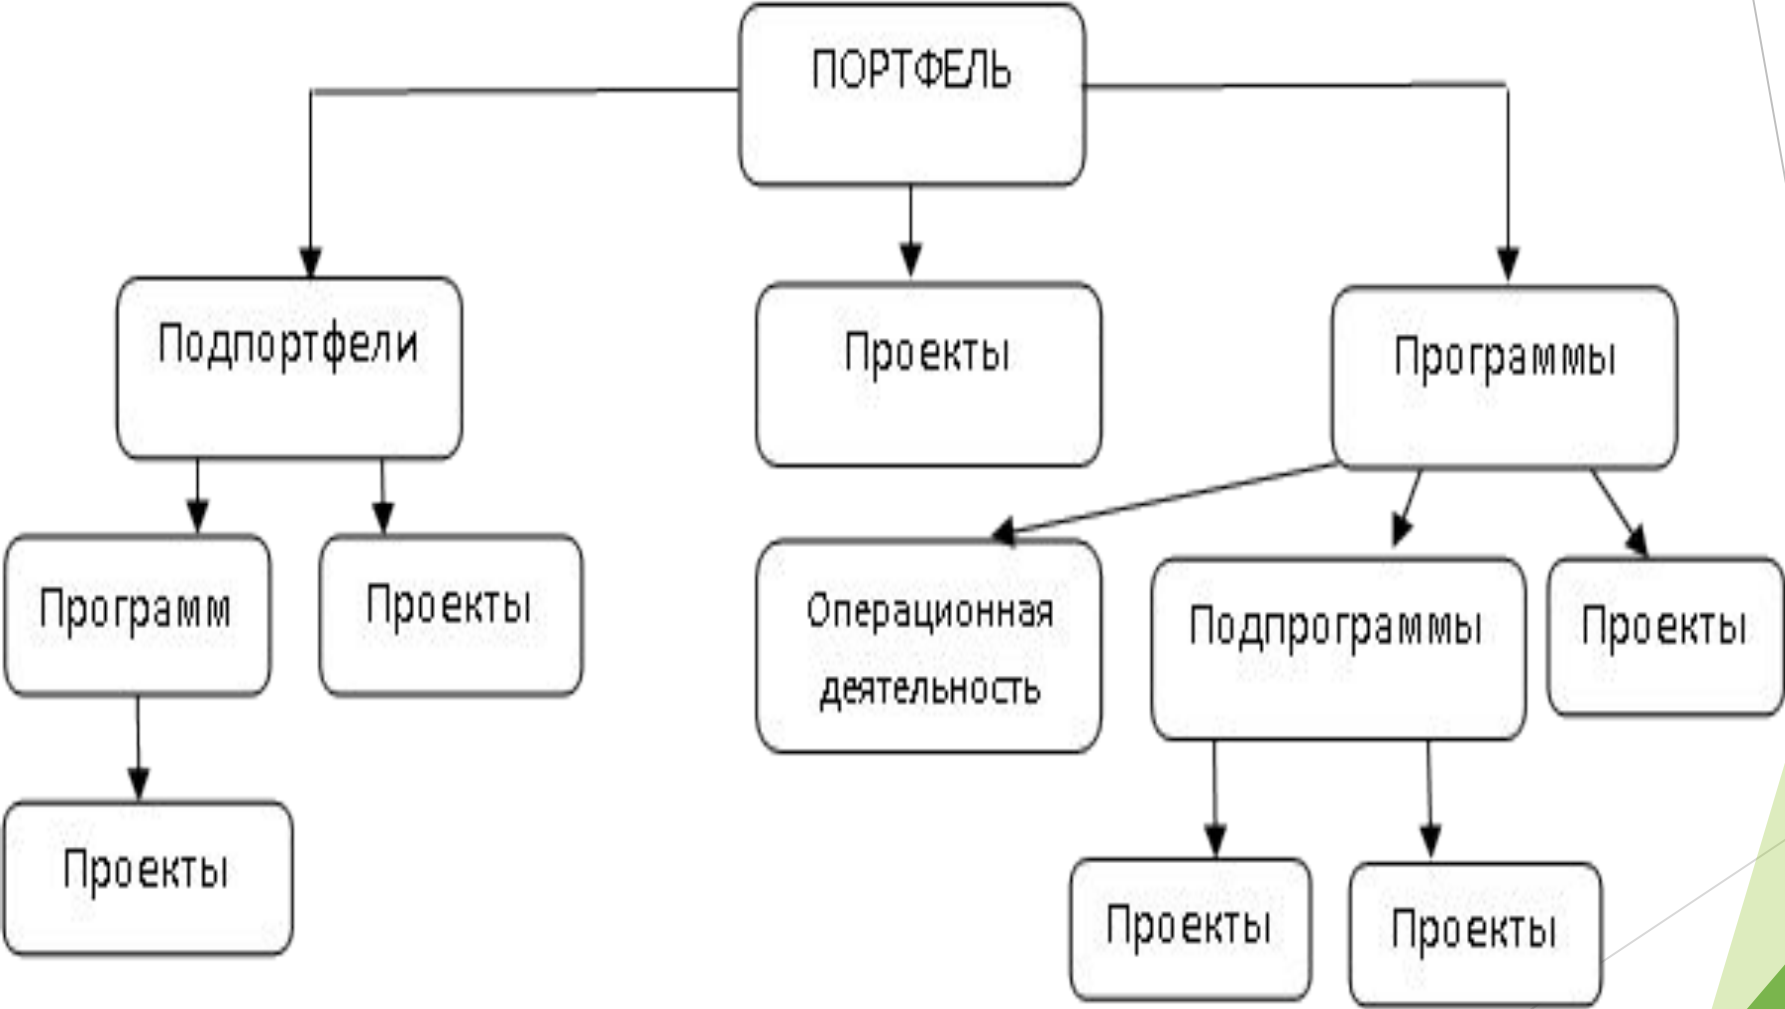 ПОРТФЕЛЬ
Подпортфели
Проекты
Программы
Программ
Проекты
Операционная
деятельность
Подпрограммы
Проекты
Проекты
Проекты
Проекты